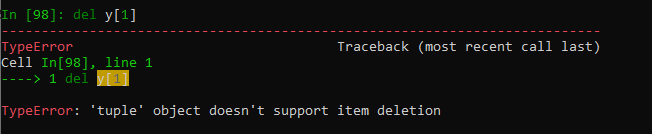 In [98]: del y[1]
---------------------------------------------------------------------------
TypeError                                 Traceback (most recent call last)
Cell In[98], line 1
----> 1 del y[1]

TypeError: 'tuple' object doesn't support item deletion